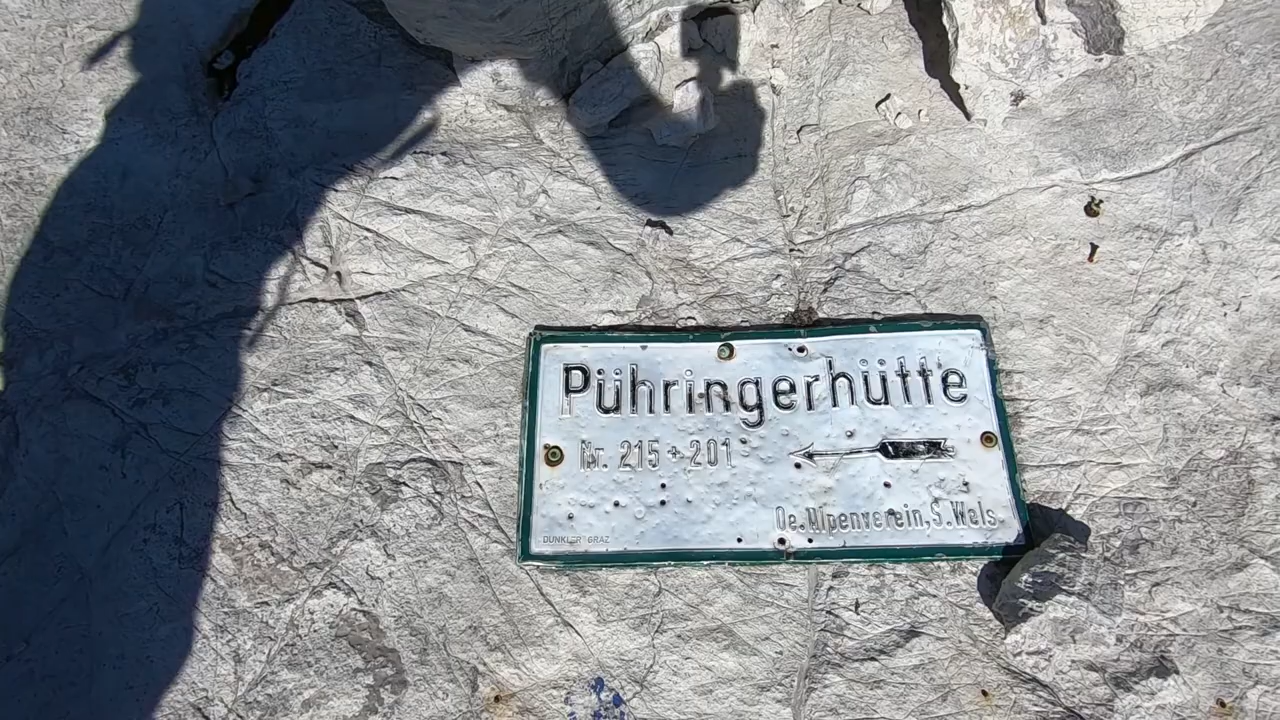 Pühringerhütte
Nr. 215+201
Oe. Alpenverein, S. Wels
DUNKLER GRAZ